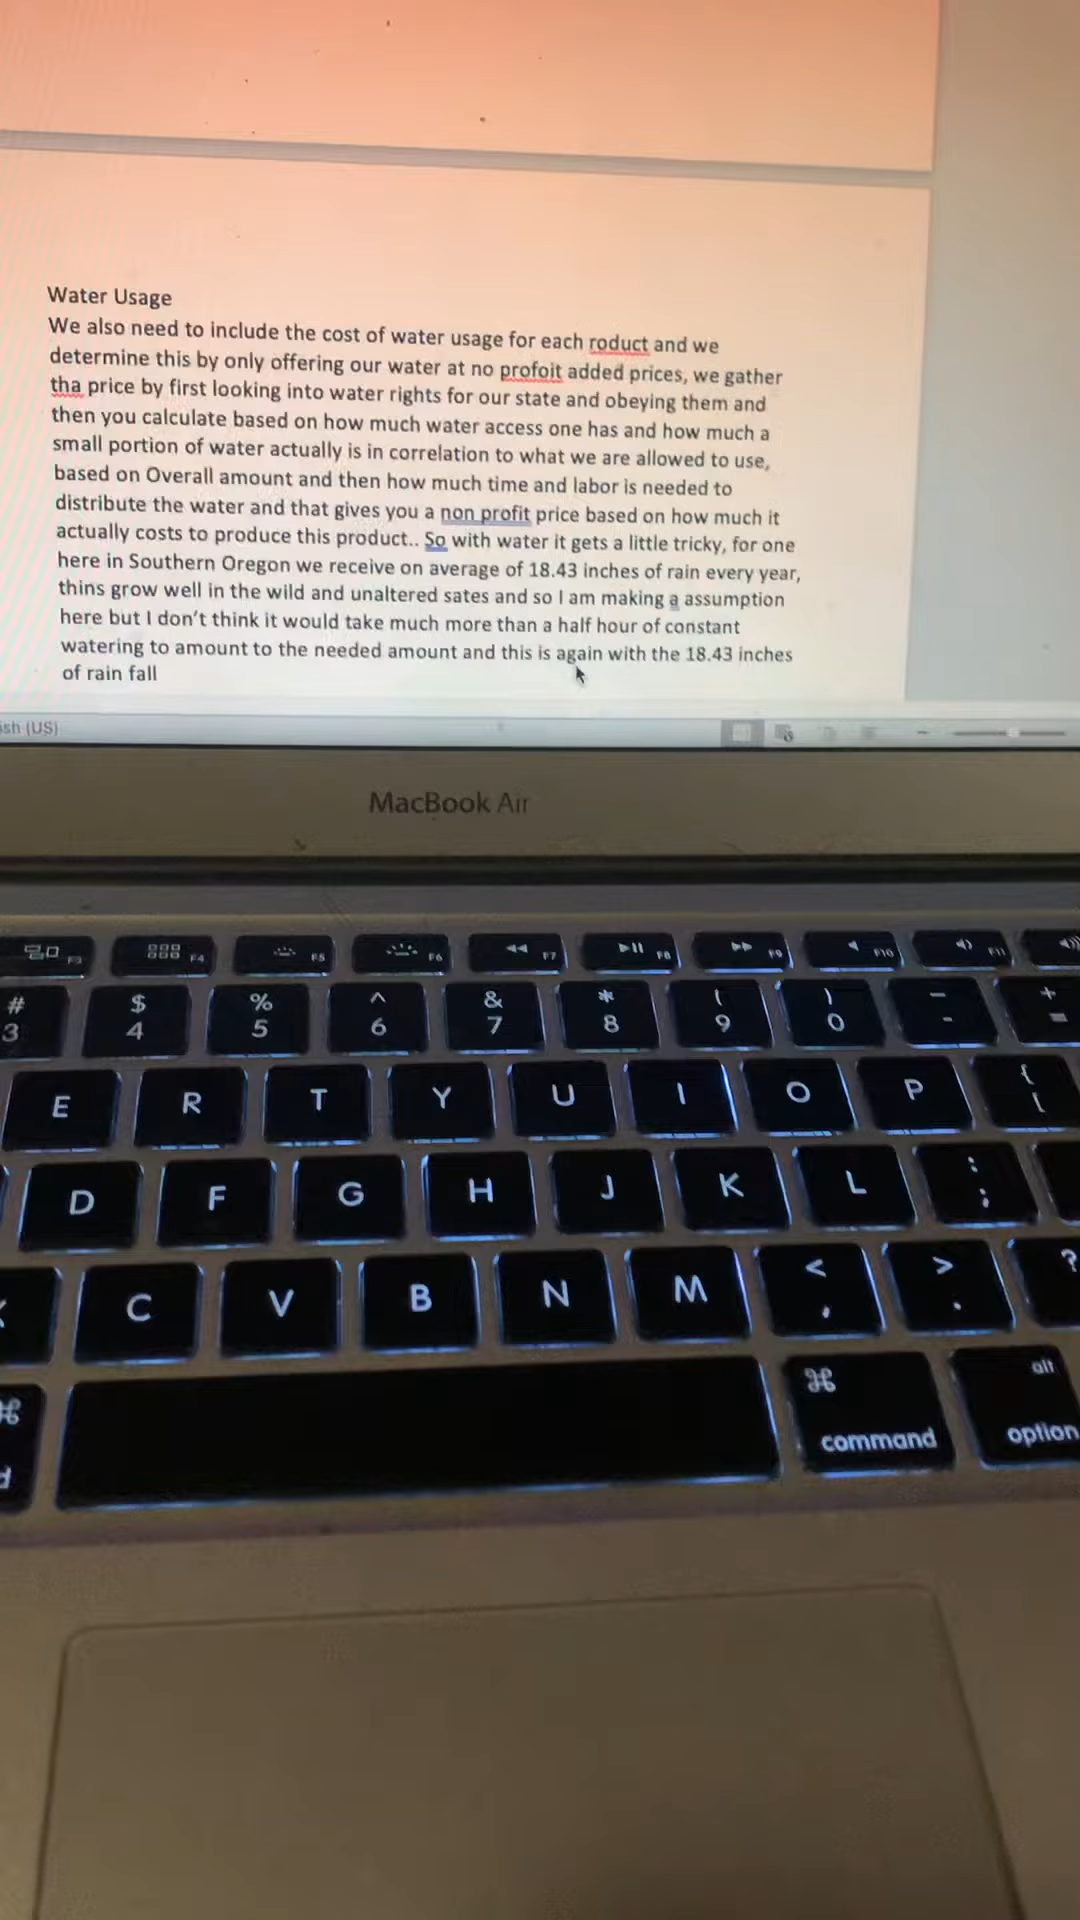 Water Usage
We also need to include the cost of water usage for each roduct and we
determine this by only offering our water at no profoit added prices, we gather
tha price by first looking into water rights for our state and obeying them and
then you calculate based on how much water access one has and how much a
small portion of water actually is in correlation to what we are allowed to use,
based on Overall amount and then how much time and labor is needed to
distribute the water and that gives you a non profit price based on how much it
actually costs to produce this product.. So with water it gets a little tricky, for one
here in Southern Oregon we receive on average of 18.43 inches of rain every year,
thins grow well in the wild and unaltered sates and so I am making a assumption
here but I don't think it would take much more than a half hour of constant
watering to amount to the needed amount and this is again with the 18.43 inches
of rain fall
ish (US)
MacBook Air
F3 F4 F5 F6 F7 F8 F9 F10 F11
# $ % ^ & * ( ) – +
3 4 5 6 7 8 9 0 - =
E R T Y U I O P { [
D F G H J K L : ;
C V B N M < , > . ?
⌘ ⌘ alt
d command option